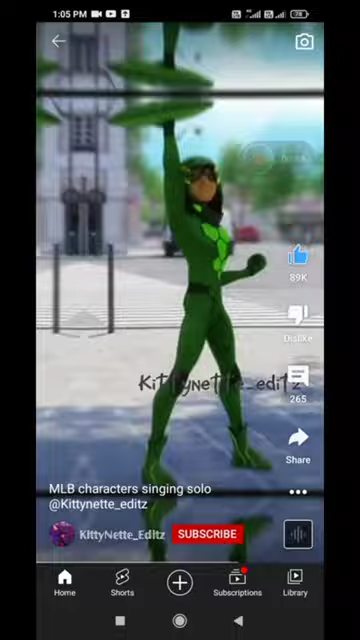 1:05 PM
78
KittyNette_editz
89K
Dislike
265
Share
MLB characters singing solo
@Kittynette_editz
KittyNette_Editz
SUBSCRIBE
Home
Shorts
Subscriptions
Library